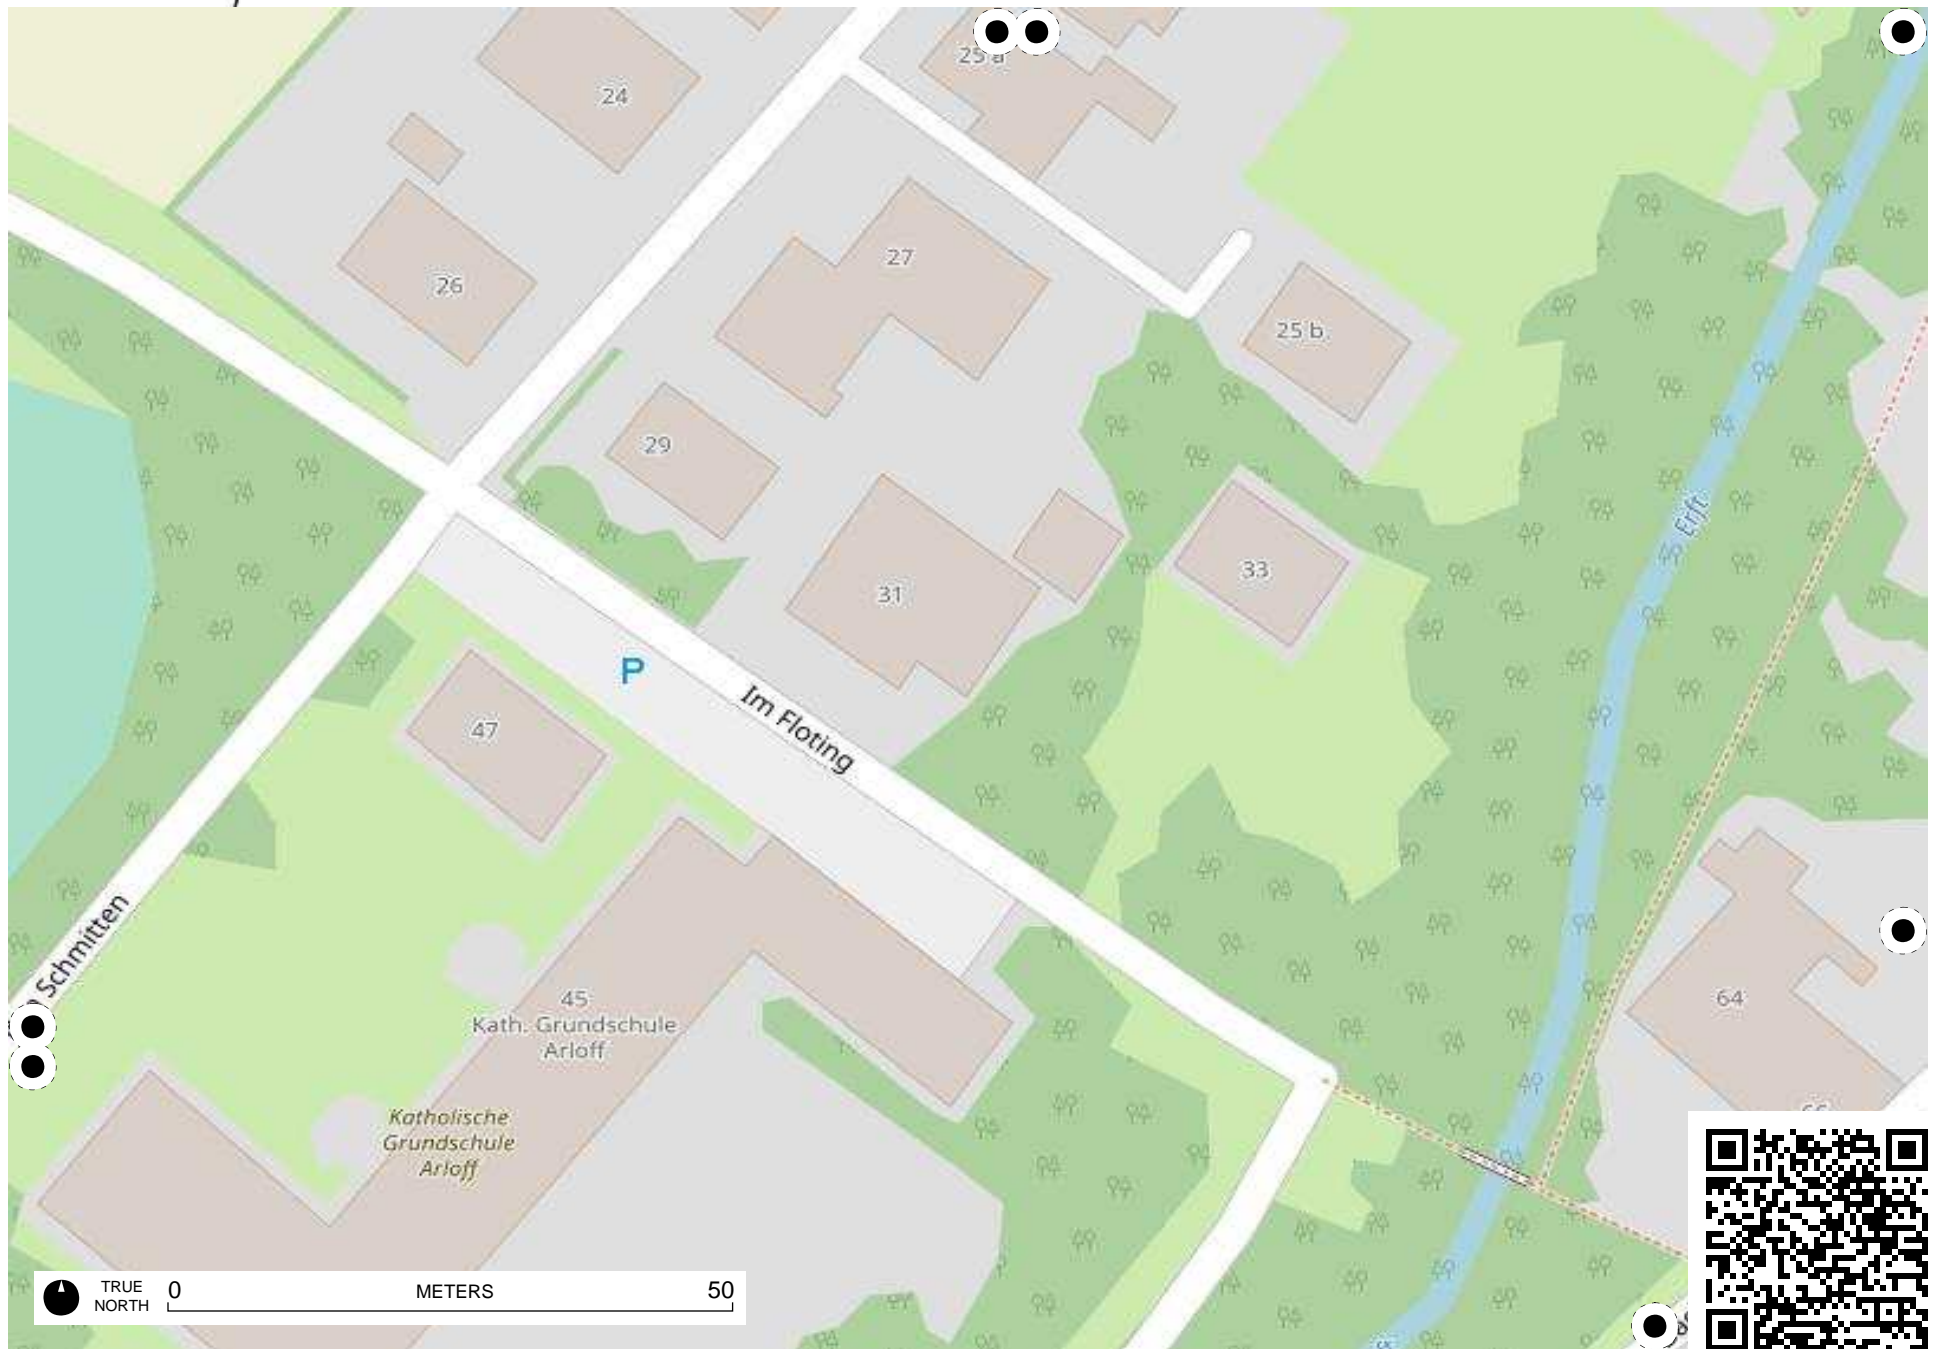 25 a
24
27
26
25 b
29
33
31
Erft
P
Im Floting
47
Schmitten
45
Kath. Grundschule
Arloff
64
Katholische
Grundschule
Arloff
TRUE
NORTH
0
METERS
50